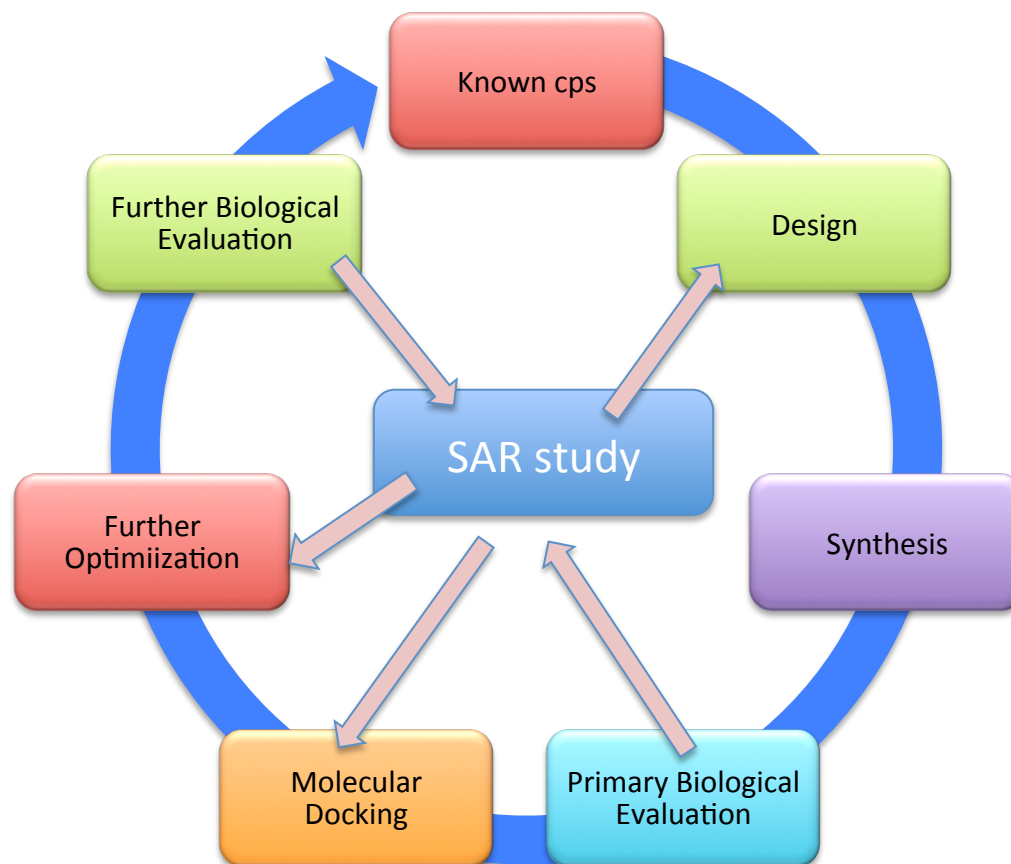 Known cps
Design
Synthesis
Primary Biological
Evaluation
Molecular
Docking
Further
Optimiization
Further Biological
Evaluation
SAR study